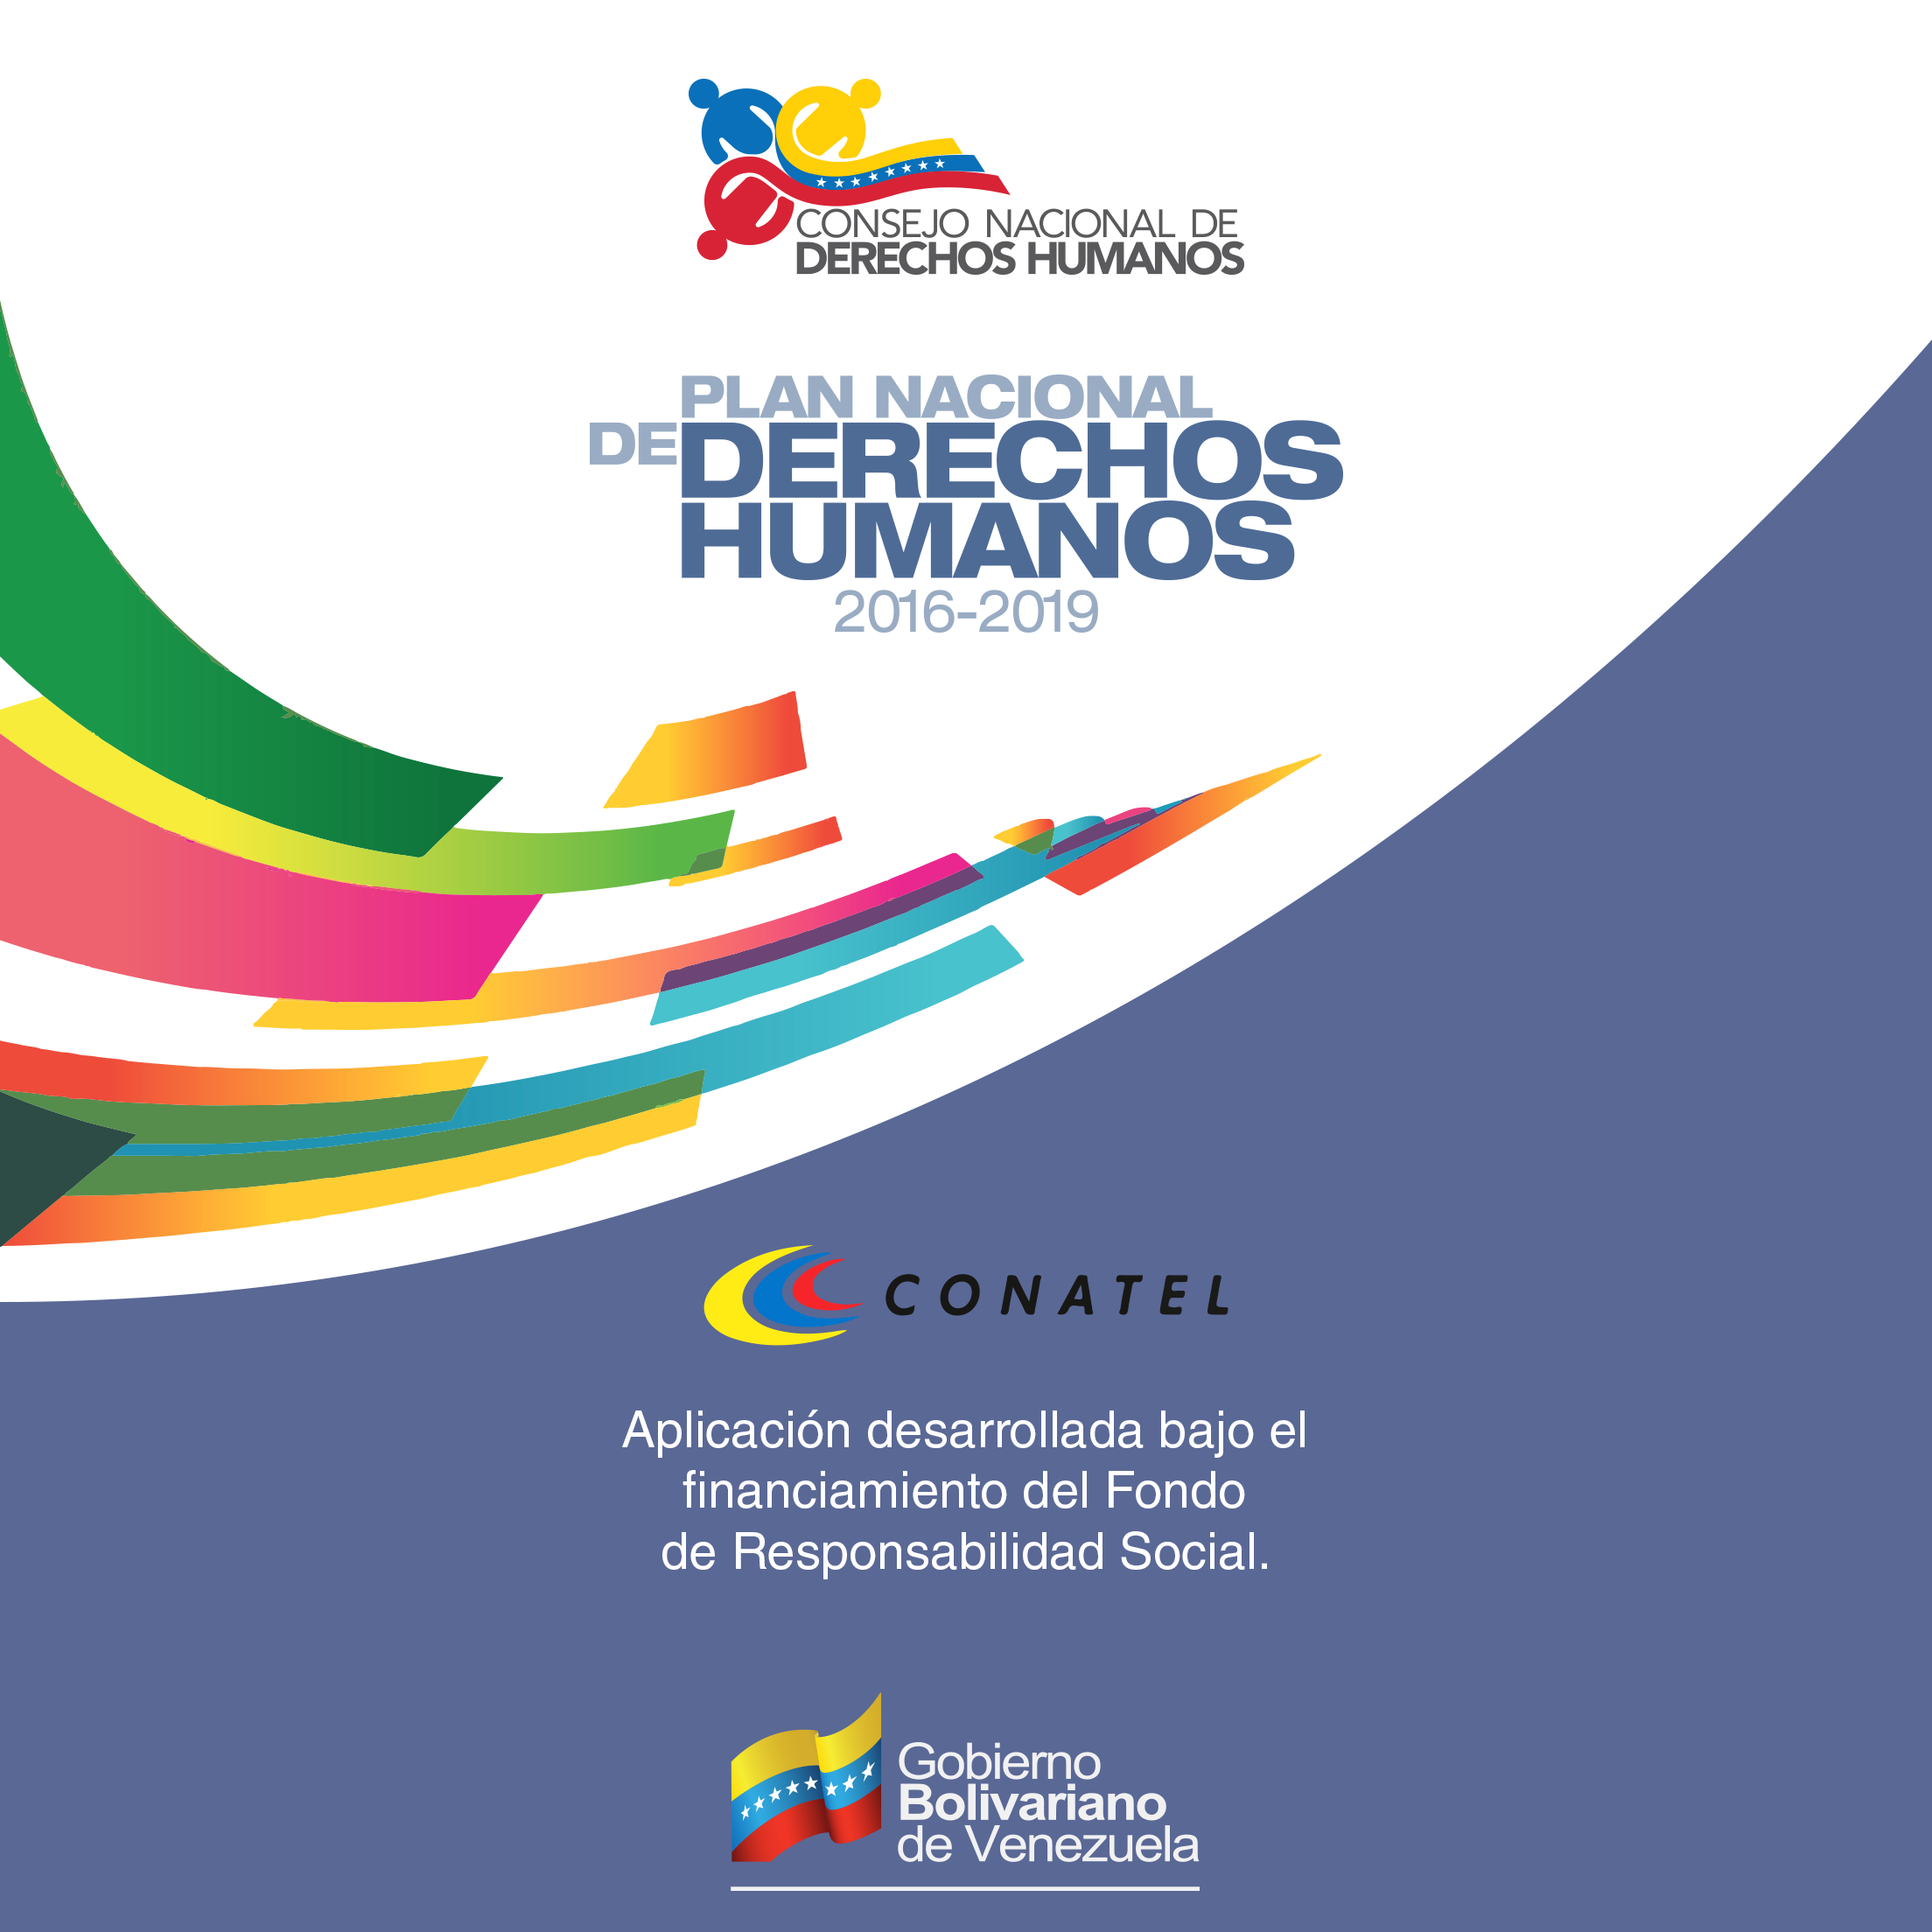 CONSEJO NACIONAL DE
DERECHOS HUMANOS
PLAN NACIONAL
DE DERECHOS
HUMANOS
2016-2019
CONATEL
Aplicación desarrollada bajo el
financiamiento del Fondo
de Responsabilidad Social.
Gobierno
Bolivariano
de Venezuela